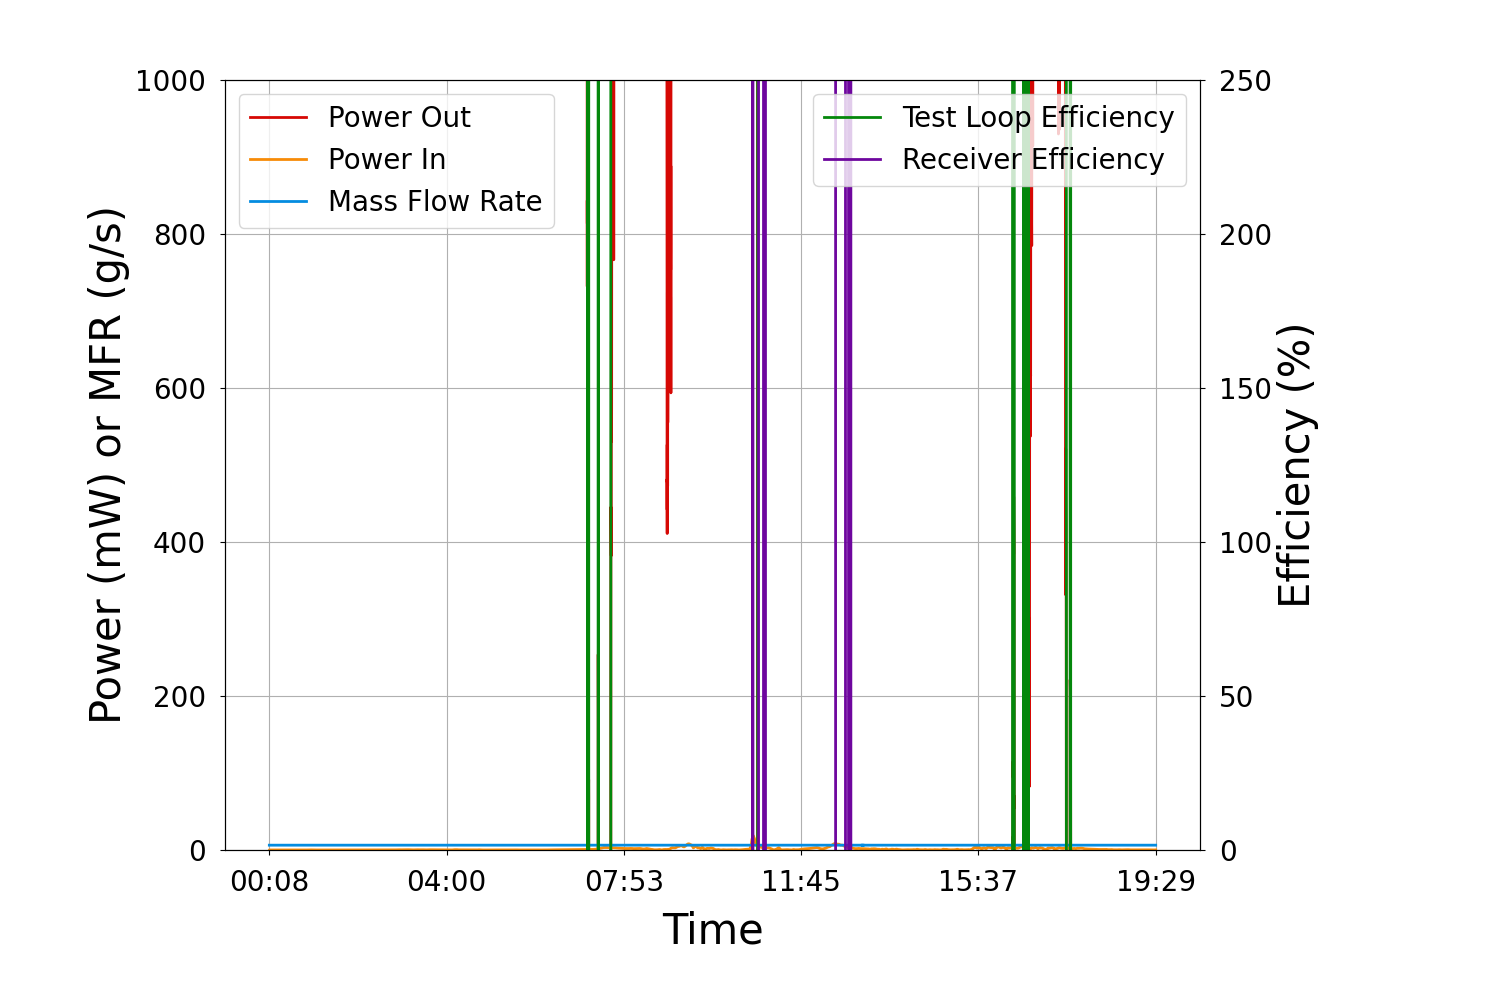 1000
800
600
400
200
0
Power (mW) or MFR (g/s)
Power Out
Power In
Mass Flow Rate
Test Loop Efficiency
Receiver Efficiency
250
200
150
100
50
0
Efficiency (%)
00:08 04:00 07:53 11:45 15:37 19:29
Time